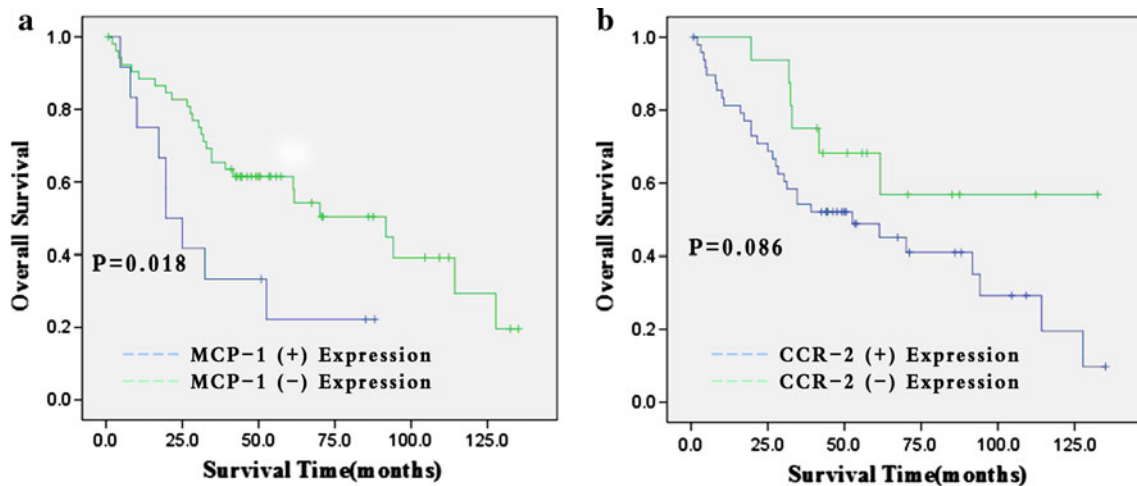 a
1.0
0.8
0.6
0.4
0.2
0.0
Overall Survival
P=0.018
MCP-1 (+) Expression
MCP-1 (-) Expression
0.0 25.0 50.0 75.0 100.0 125.0
Survival Time(months)
b
1.0
0.8
0.6
0.4
0.2
0.0
Overall Survival
P=0.086
CCR-2 (+) Expression
CCR-2 (-) Expression
0.0 25.0 50.0 75.0 100.0 125.0
Survival Time(months)